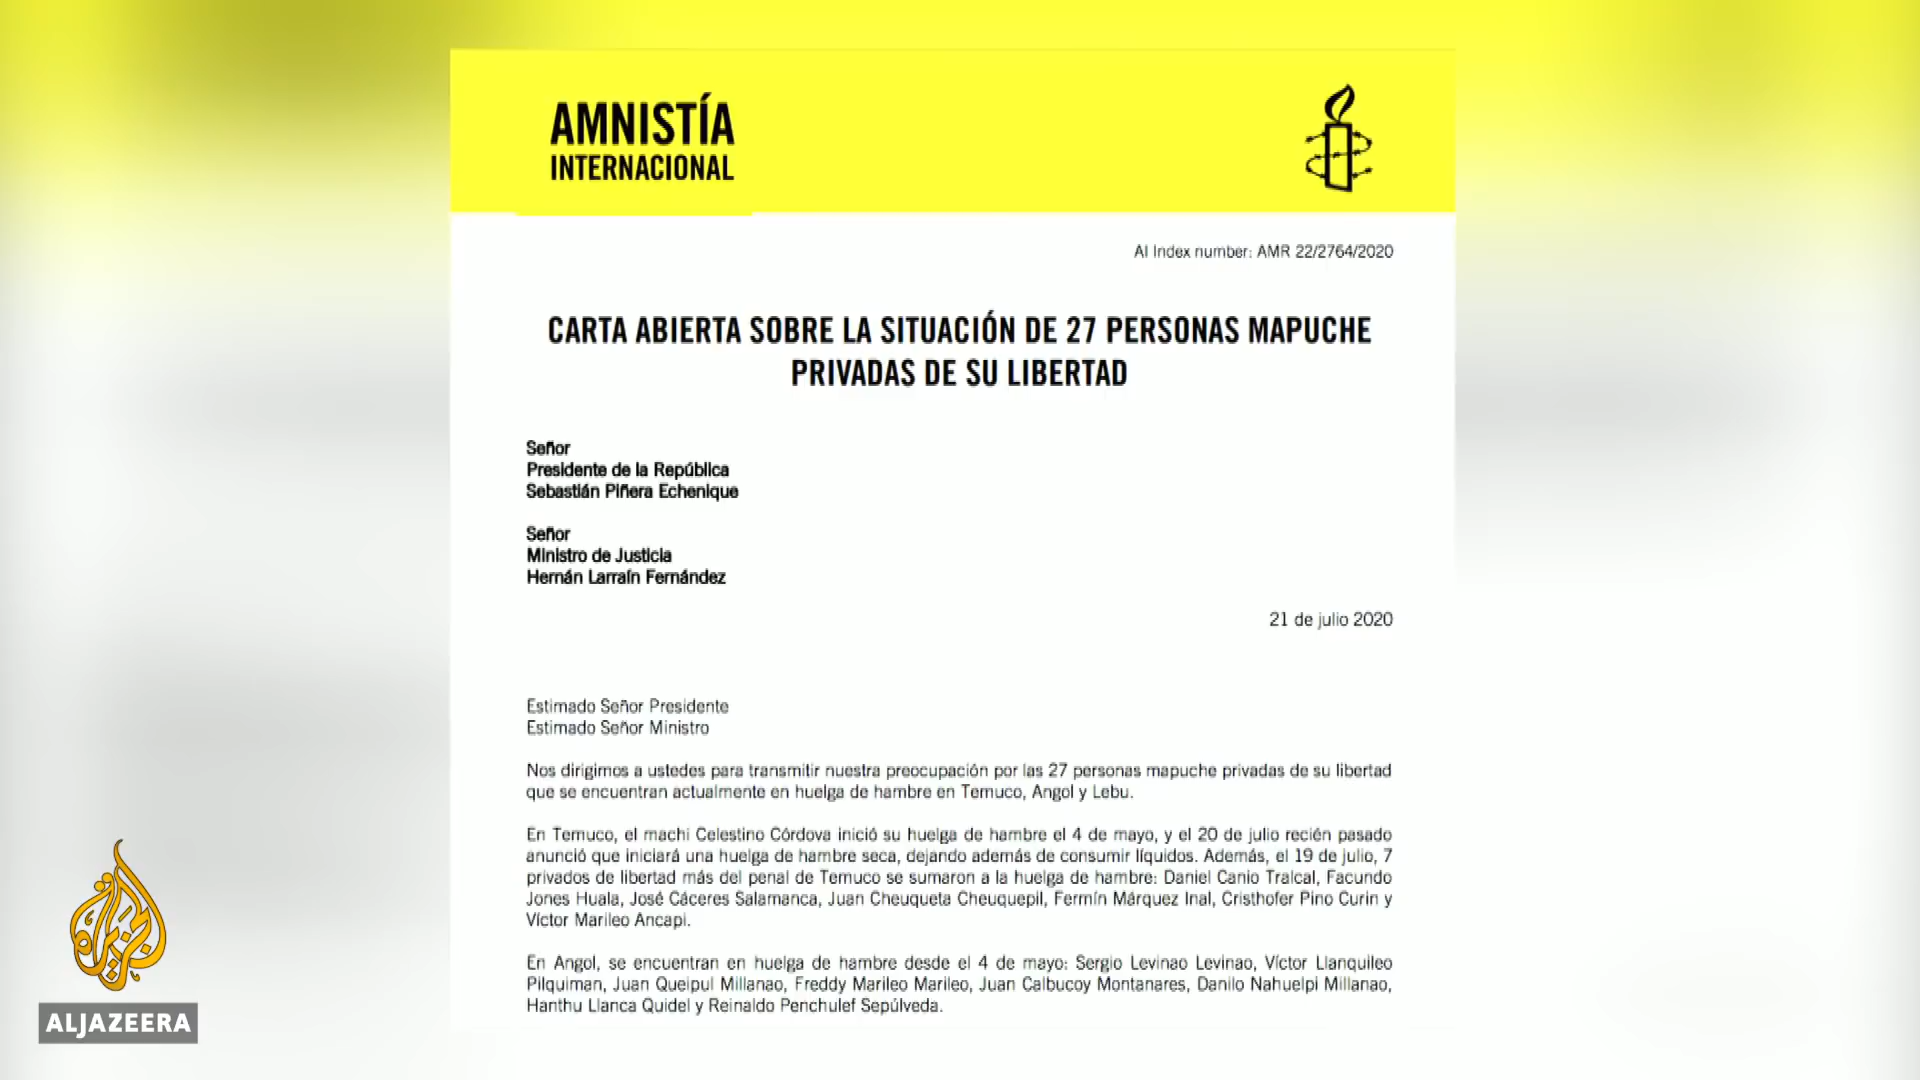 AMNISTÍA
INTERNACIONAL
AI Index number: AMR 22/2764/2020
CARTA ABIERTA SOBRE LA SITUACIÓN DE 27 PERSONAS MAPUCHE
PRIVADAS DE SU LIBERTAD
Señor
Presidente de la República
Sebastián Piñera Echenique
Señor
Ministro de Justicia
Hernán Larraín Fernández
21 de julio 2020
Estimado Señor Presidente
Estimado Señor Ministro
Nos dirigimos a ustedes para transmitir nuestra preocupación por las 27 personas mapuche privadas de su libertad
que se encuentran actualmente en huelga de hambre en Temuco, Angol y Lebu.
En Temuco, el machi Celestino Córdova inició su huelga de hambre el 4 de mayo, y el 20 de julio recién pasado
anunció que iniciará una huelga de hambre seca, dejando además de consumir líquidos. Además, el 19 de julio, 7
privados de libertad más del penal de Temuco se sumaron a la huelga de hambre: Daniel Canio Tralcal, Facundo
Jones Huala, José Cáceres Salamanca, Juan Cheuqueta Cheuquepil, Fermín Márquez Inal, Cristhofer Pino Curin y
Víctor Marileo Ancapi.
En Angol, se encuentran en huelga de hambre desde el 4 de mayo: Sergio Levinao Levinao, Víctor Llanquileo
Pilquiman, Juan Queipul Millanao, Freddy Marileo Marileo, Juan Calbucoy Montanares, Danilo Nahuelpi Millanao,
Hanthu Llanca Quidel y Reinaldo Penchulef Sepúlveda.
الجزيرة
ALJAZEERA